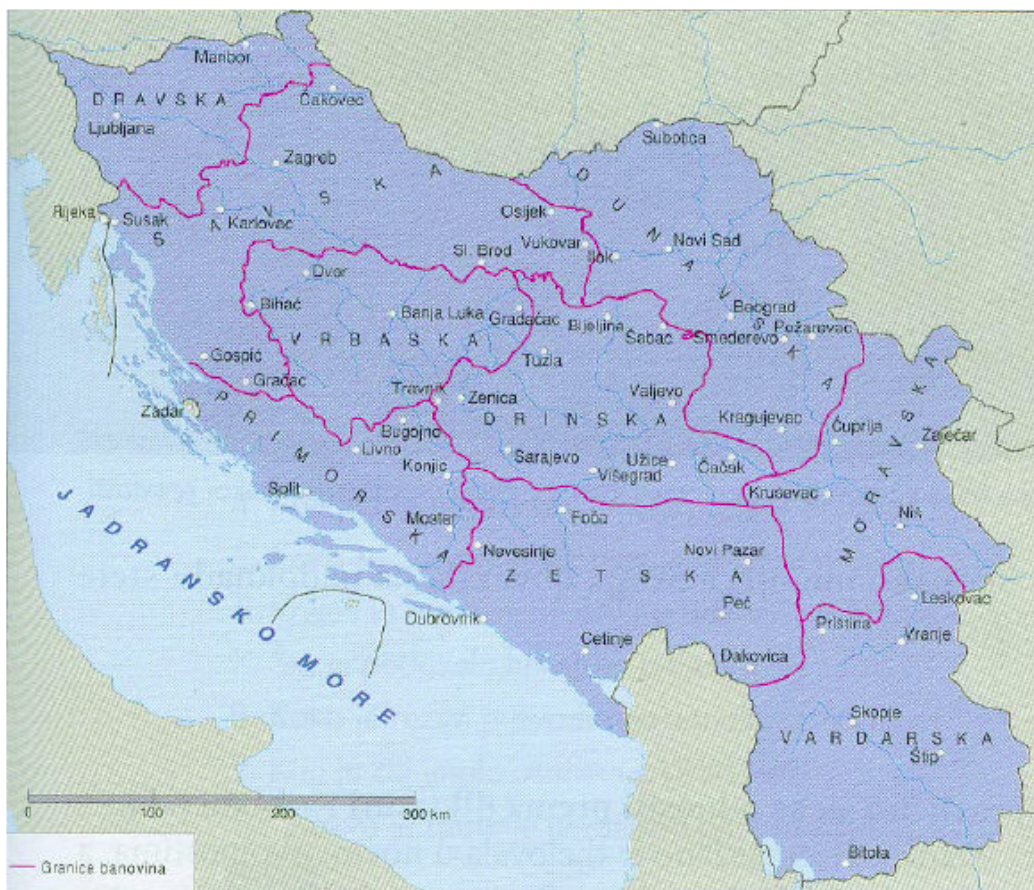 Maribor
DRAVSKA
Čakovec
Ljubljana
Subotica
Zagreb
SAVSKA
DUNAVSKA
Rijeka
Sušak
Karlovac
Osijek
Vukovar
Novi Sad
Ilok
Sl. Brod
Dvor
Bihać
Banja Luka
Gradačac
Bijeljina
Beograd
Požarevac
Šabac
Smederevo
VRBASKA
Tuzla
Gospić
Gračac
Travnik
Zenica
Valjevo
MORAVSKA
Zadar
PRIMORSKA
Bugojno
DRINSKA
Kragujevac
Ćuprija
Zaječar
Livno
Sarajevo
Užice
Čačak
Konjic
Višegrad
Split
Kruševac
Mostar
Foča
Niš
JADRANSKO MORE
Nevesinje
Novi Pazar
ZETSKA
Leskovac
Dubrovnik
Peć
Priština
Vranje
Cetinje
Đakovica
Skopje
VARDARSKA
Štip
0 100 200 300 km
Granice banovina
Bitola